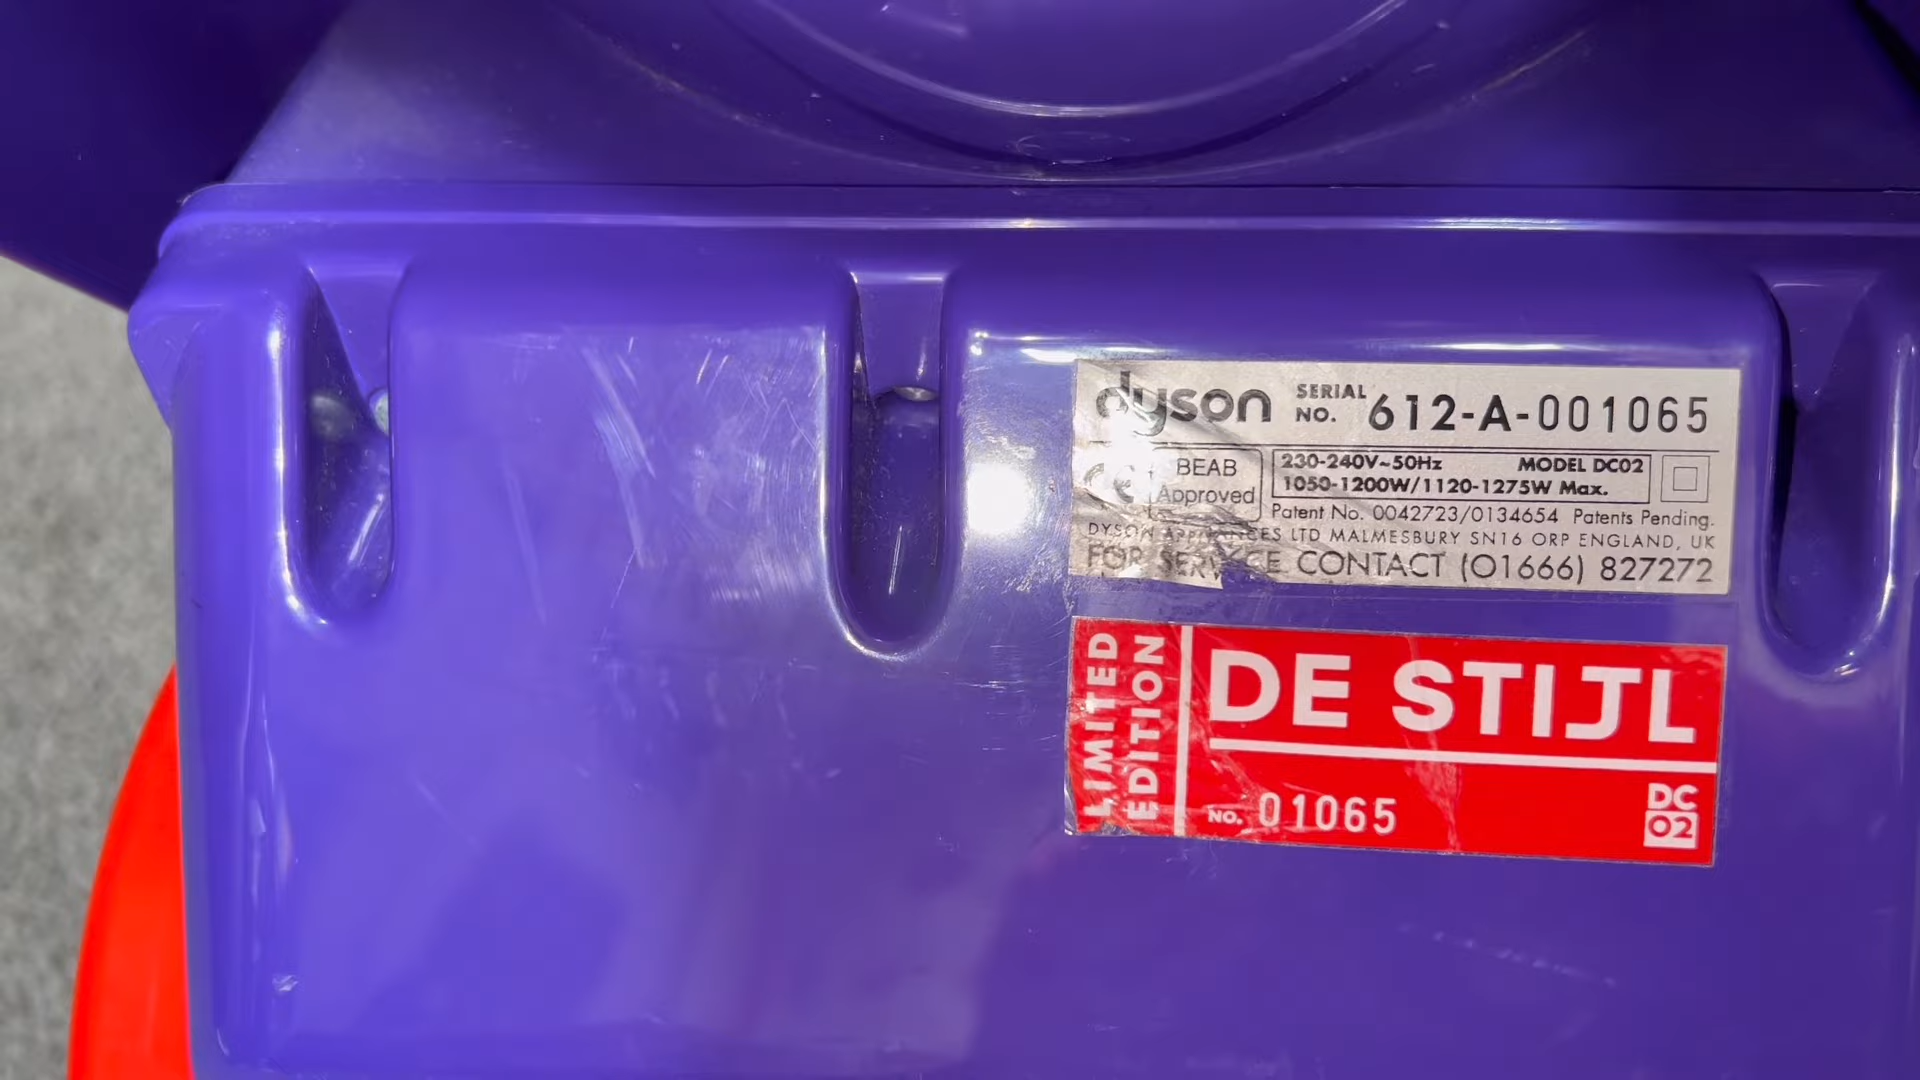 dyson SERIAL NO. 612-A-001065
CE BEAB Approved
230-240V~50Hz MODEL DC02
1050-1200W/1120-1275W Max.
Patent No. 0042723/0134654 Patents Pending.
DYSON APPLIANCES LTD MALMESBURY SN16 ORP ENGLAND, UK
FOR SERVICE CONTACT (01666) 827272
LIMITED EDITION
DE STIJL
NO. 01065
DC 02